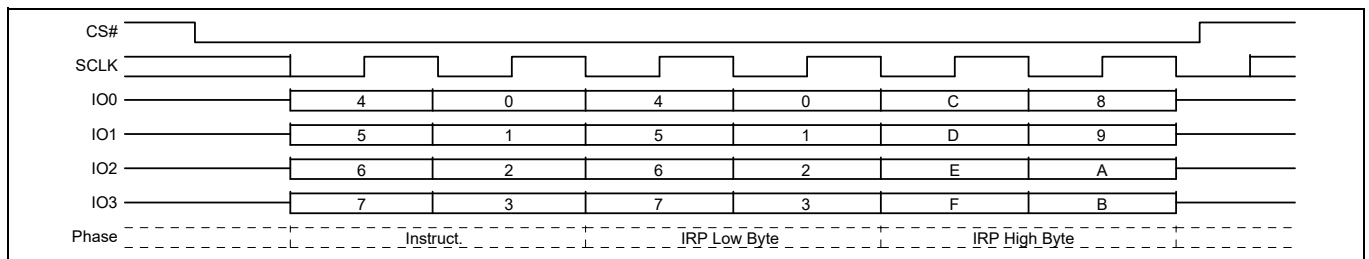 CS#
SCLK
IO0 4 0 4 0 C 8
IO1 5 1 5 1 D 9
IO2 6 2 6 2 E A
IO3 7 3 7 3 F B
Phase Instruct. IRP Low Byte IRP High Byte